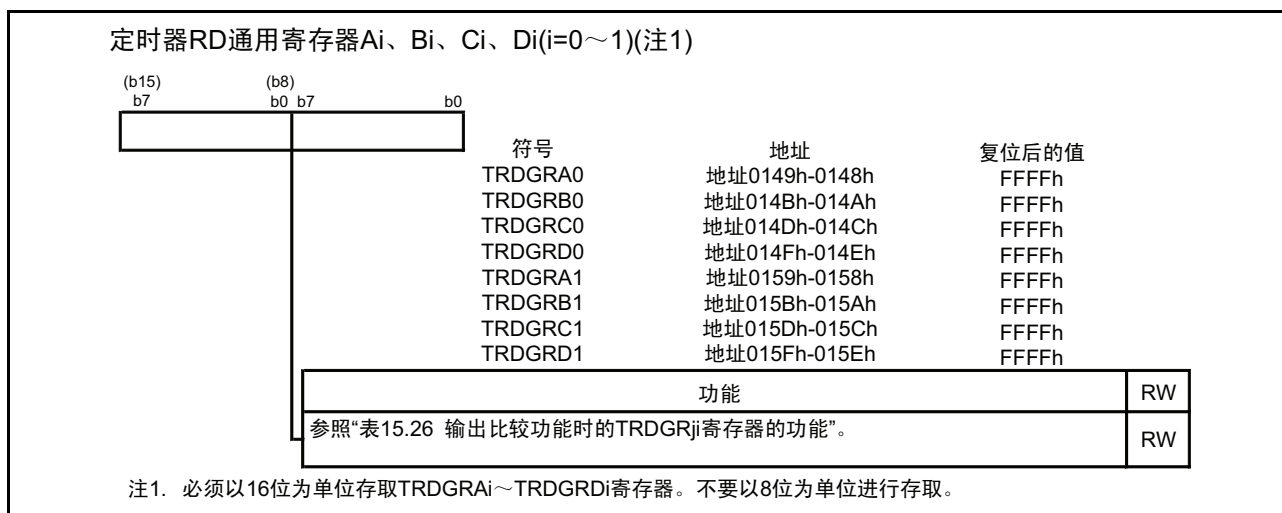 定时器RD通用寄存器Ai、Bi、Ci、Di(i=0～1)(注1)
(b15) (b8)
b7 b0 b7 b0
符号 地址 复位后的值
TRDGRA0 地址0149h-0148h FFFFh
TRDGRB0 地址014Bh-014Ah FFFFh
TRDGRC0 地址014Dh-014Ch FFFFh
TRDGRD0 地址014Fh-014Eh FFFFh
TRDGRA1 地址0159h-0158h FFFFh
TRDGRB1 地址015Bh-015Ah FFFFh
TRDGRC1 地址015Dh-015Ch FFFFh
TRDGRD1 地址015Fh-015Eh FFFFh
功能 RW
参照“表15.26 输出比较功能时的TRDGRji寄存器的功能”。 RW
注1. 必须以16位为单位存取TRDGRAi～TRDGRDi寄存器。不要以8位为单位进行存取。